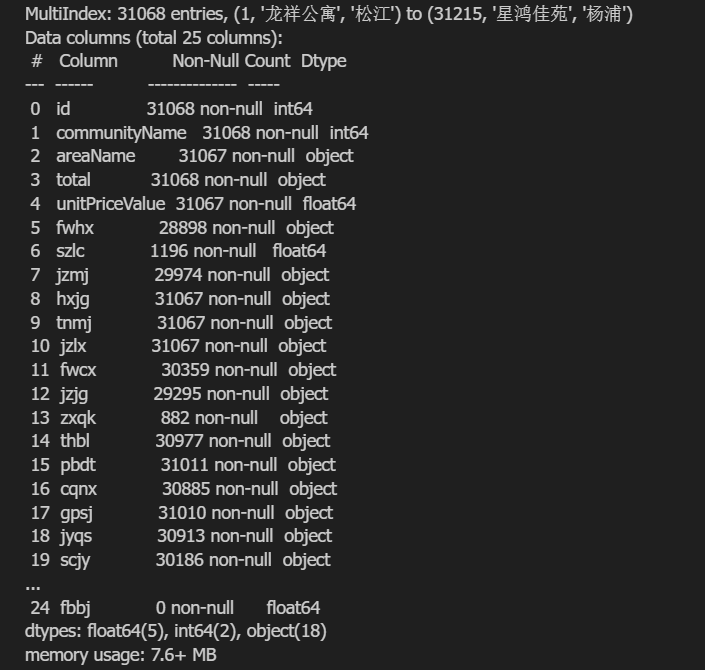 MultiIndex: 31068 entries, (1, '龙祥公寓', '松江') to (31215, '星鸿佳苑', '杨浦')
Data columns (total 25 columns):
# Column Non-Null Count Dtype
--- ------ -------------- -----
0 id 31068 non-null int64
1 communityName 31068 non-null int64
2 areaName 31067 non-null object
3 total 31068 non-null object
4 unitPriceValue 31067 non-null float64
5 fwhx 28898 non-null object
6 szlc 1196 non-null float64
7 jzmj 29974 non-null object
8 hxjg 31067 non-null object
9 tnmj 31067 non-null object
10 jzlx 31067 non-null object
11 fwcx 30359 non-null object
12 jzjg 29295 non-null object
13 zxqk 882 non-null object
14 thbl 30977 non-null object
15 pbdt 31011 non-null object
16 cqnx 30885 non-null object
17 gpsj 31010 non-null object
18 jyqs 30913 non-null object
19 scjy 30186 non-null object
...
24 fbbj 0 non-null float64
dtypes: float64(5), int64(2), object(18)
memory usage: 7.6+ MB